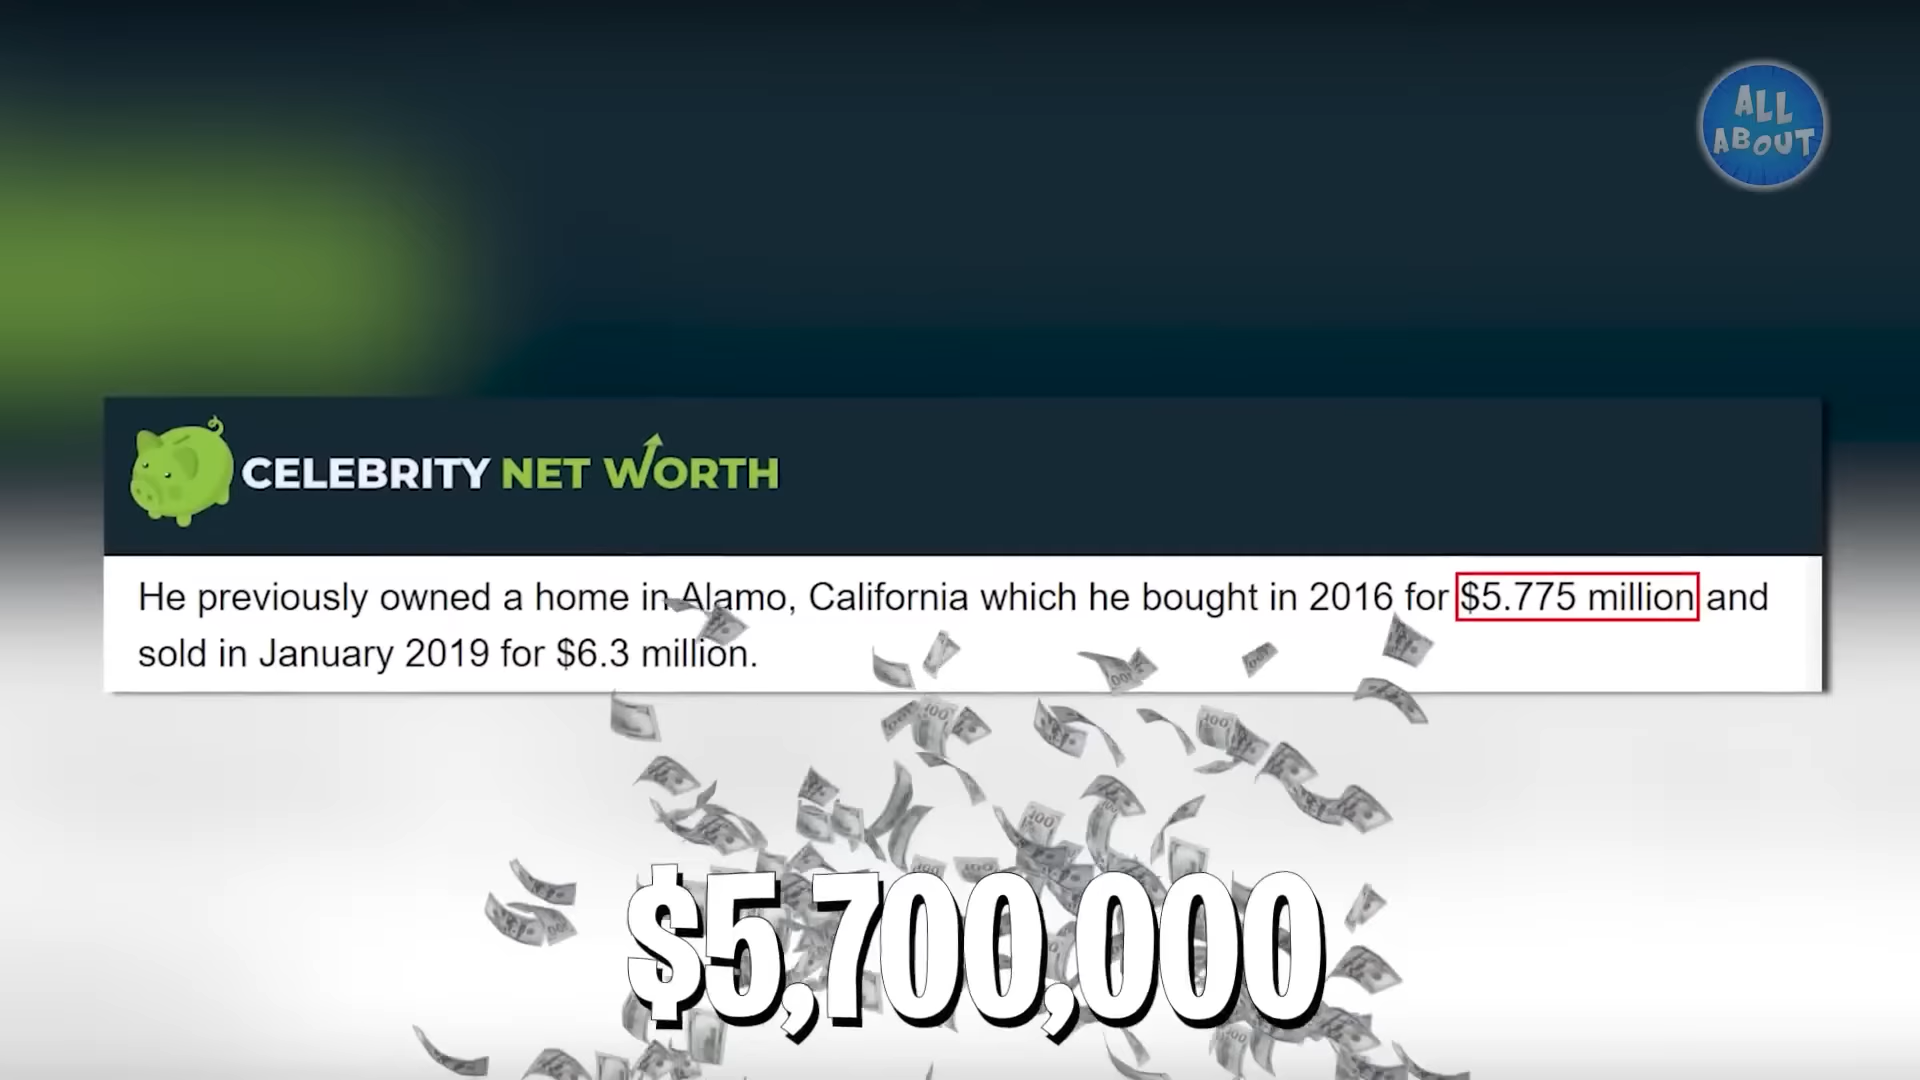 ALL
ABOUT
CELEBRITY NET WORTH
He previously owned a home in Alamo, California which he bought in 2016 for $5.775 million and
sold in January 2019 for $6.3 million.
$5,700,000